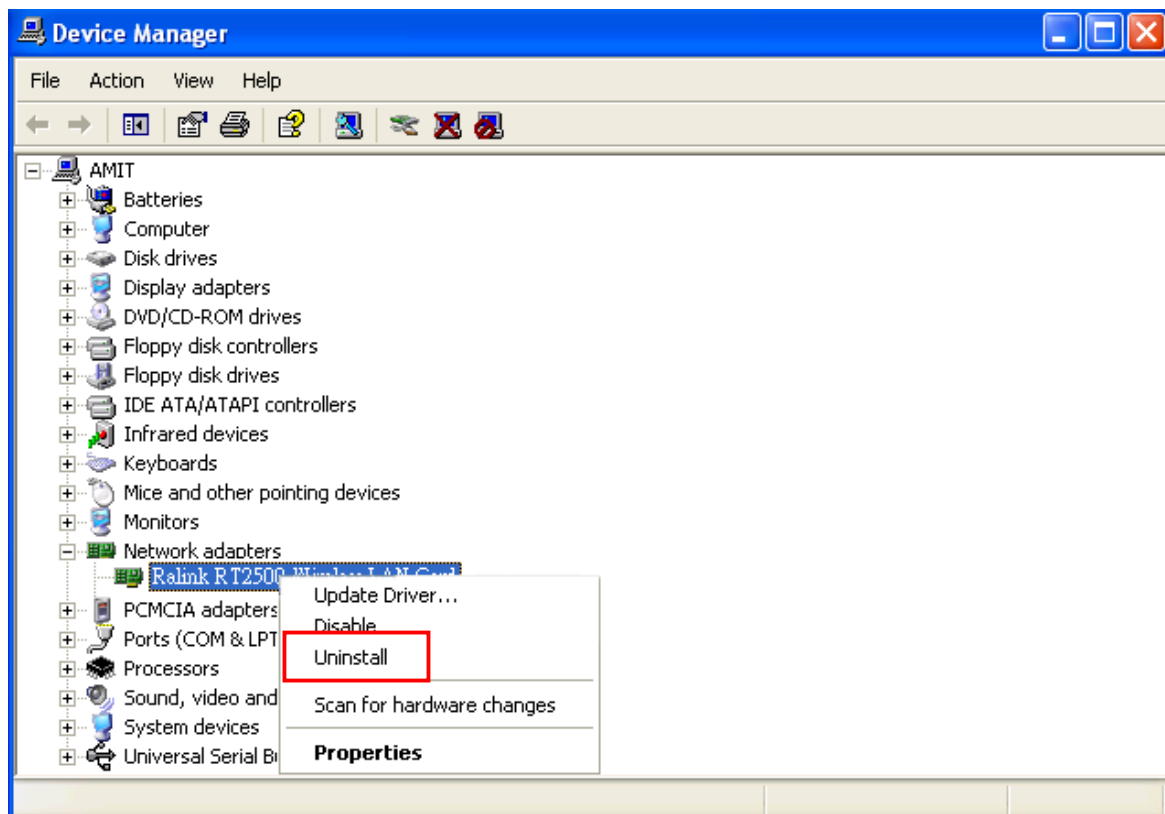 Device Manager
File Action View Help
AMIT
Batteries
Computer
Disk drives
Display adapters
DVD/CD-ROM drives
Floppy disk controllers
Floppy disk drives
IDE ATA/ATAPI controllers
Infrared devices
Keyboards
Mice and other pointing devices
Monitors
Network adapters
Ralink RT2500 Wireless LAN Card
Update Driver...
Disable
Uninstall
Scan for hardware changes
Properties
PCMCIA adapters
Ports (COM & LPT
Processors
Sound, video and
System devices
Universal Serial